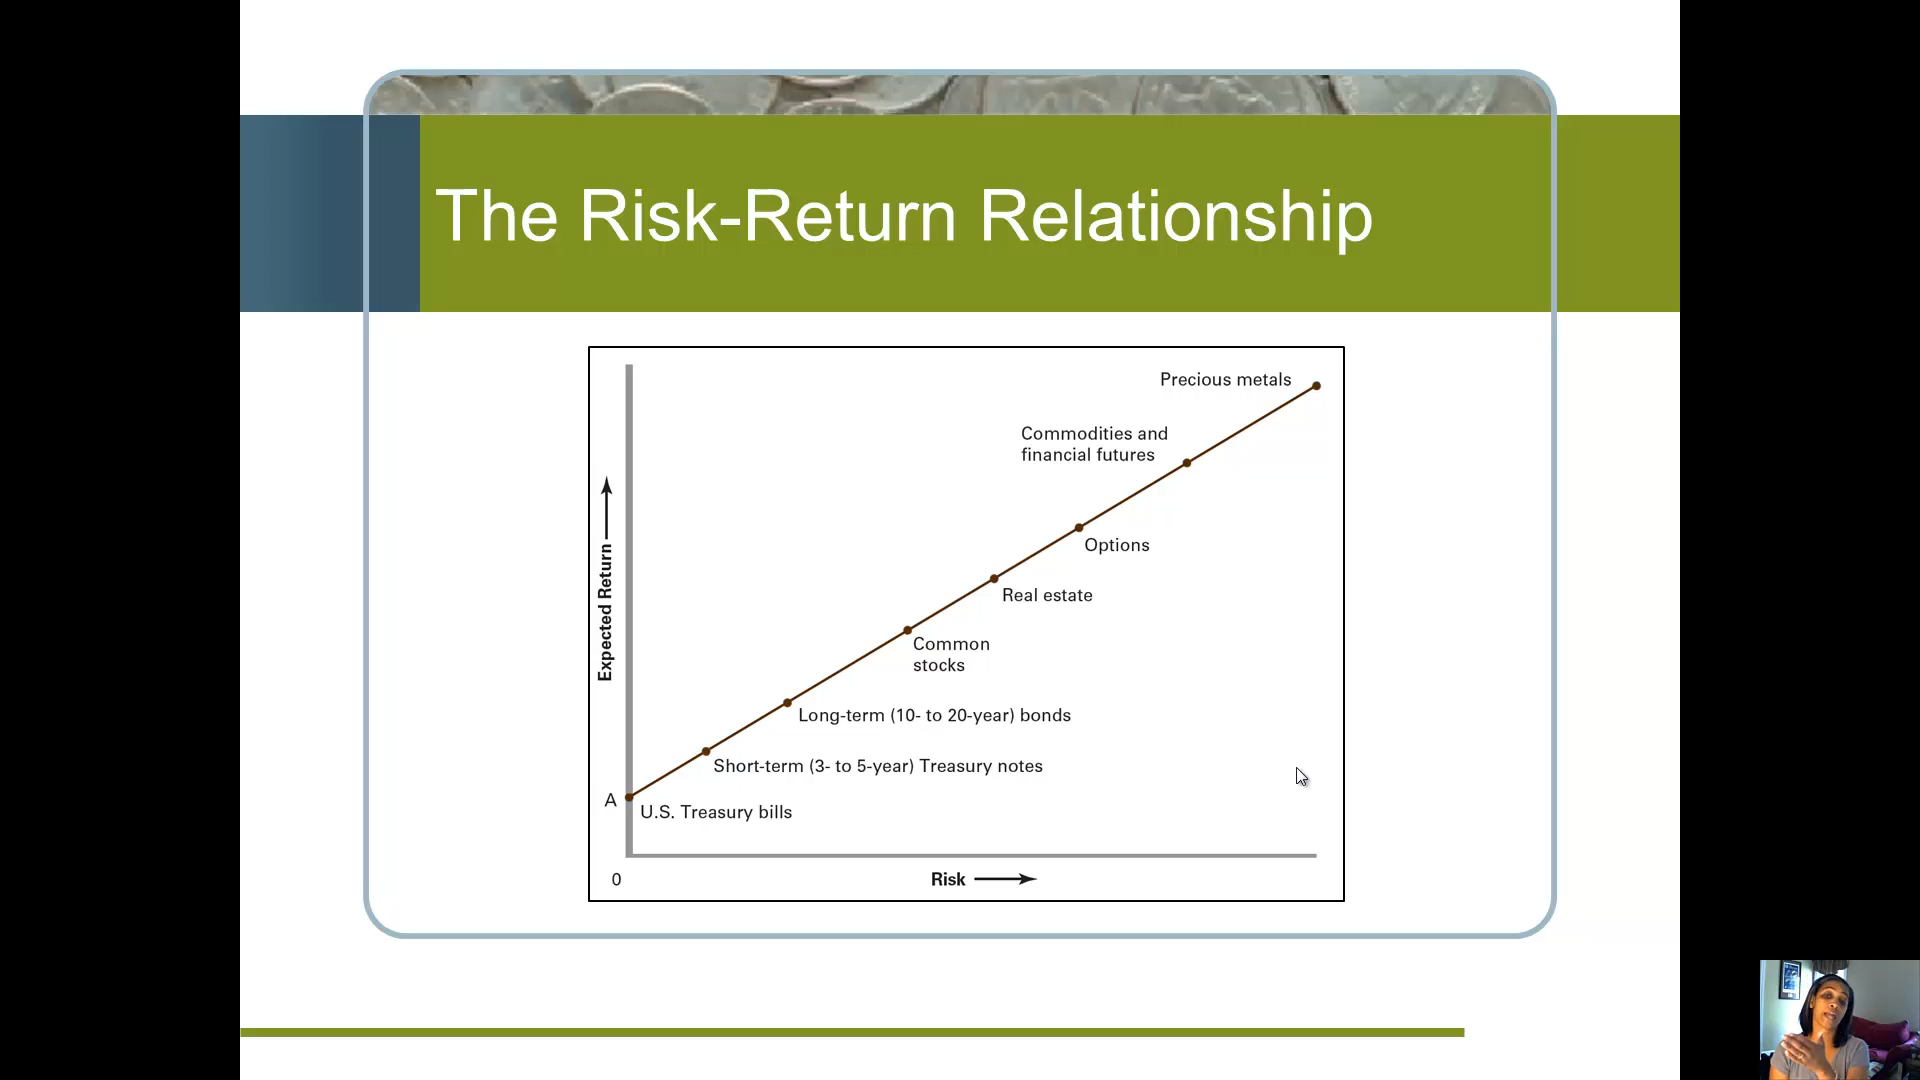 The Risk-Return Relationship
Precious metals
Commodities and
financial futures
Options
Real estate
Common
stocks
Long-term (10- to 20-year) bonds
Short-term (3- to 5-year) Treasury notes
A
U.S. Treasury bills
0
Risk
Expected Return